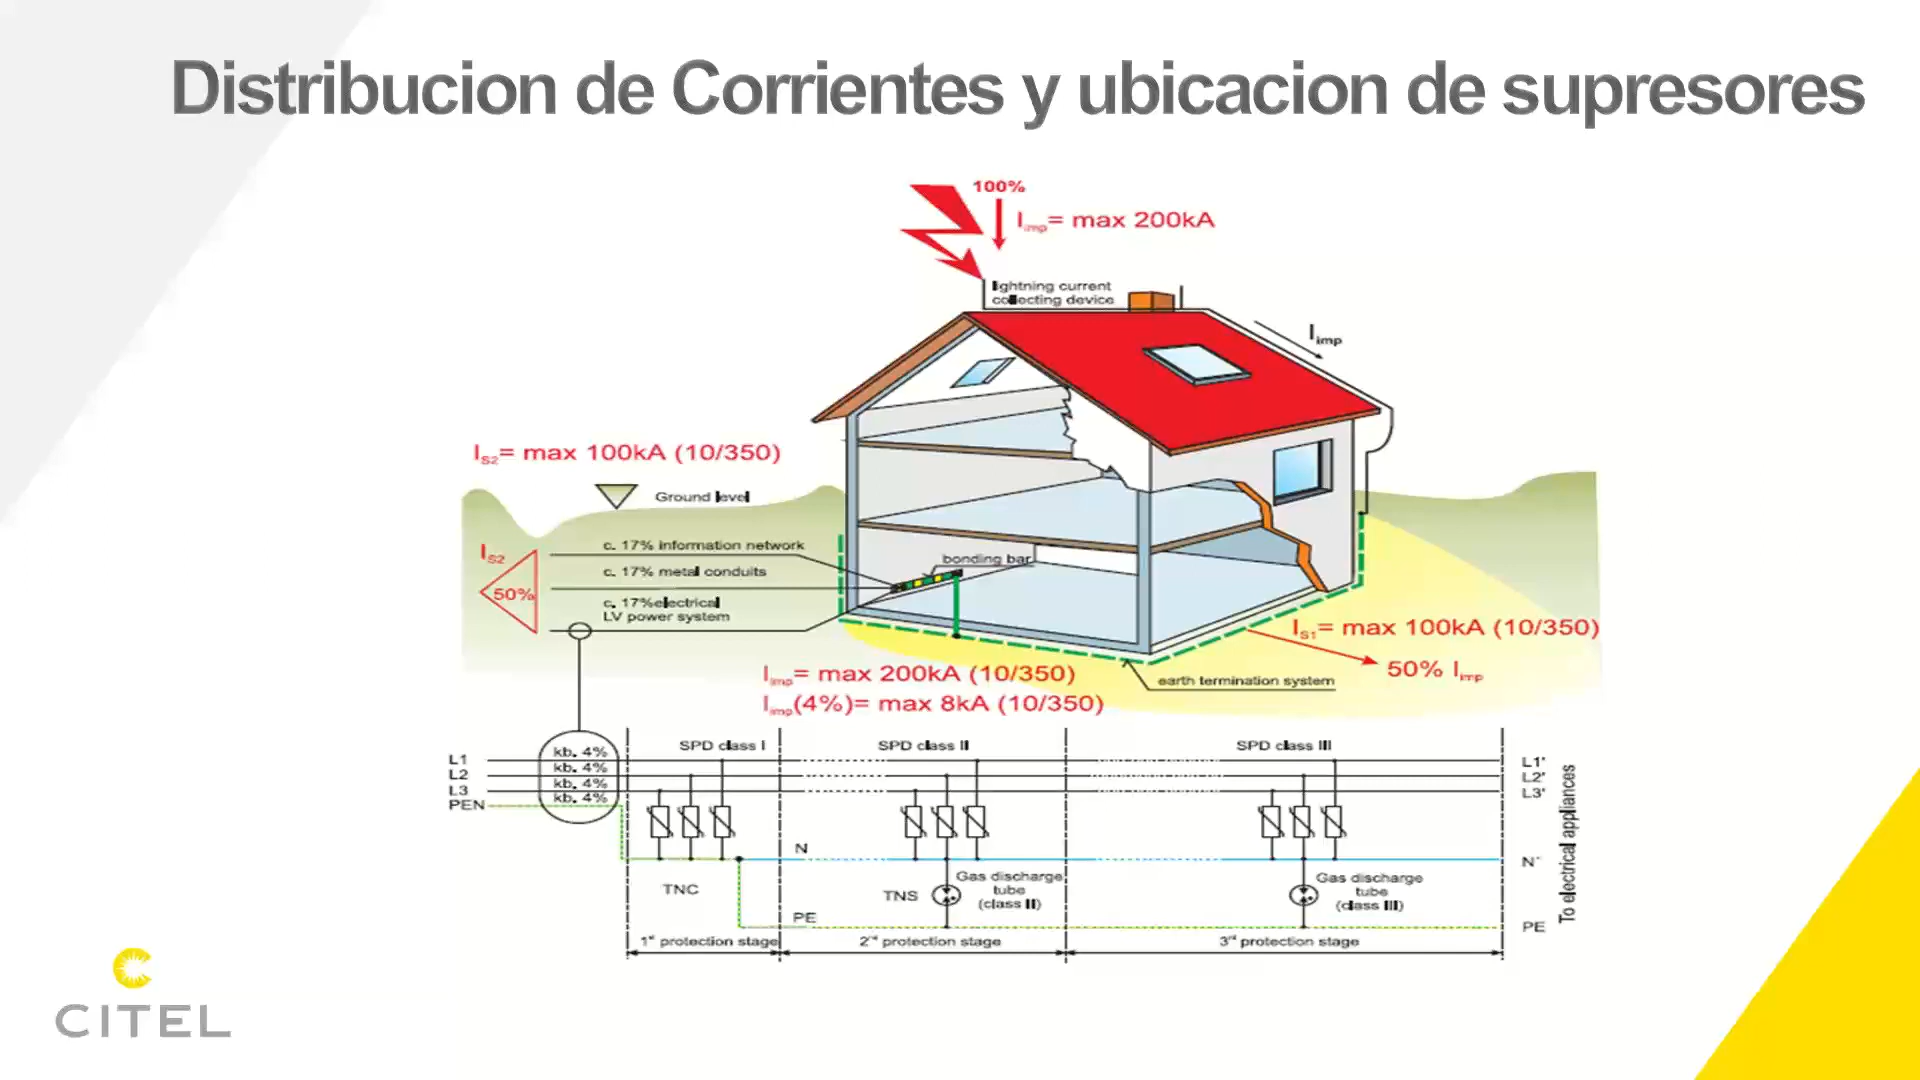 Distribucion de Corrientes y ubicacion de supresores
100%
Iimp= max 200kA
lightning current
collecting device
Iimp
IS2= max 100kA (10/350)
Ground level
IS2
50%
c. 17% information network
c. 17% metal conduits
c. 17%electrical
LV power system
bonding bar
IS1= max 100kA (10/350)
50% Iimp
Iimp= max 200kA (10/350)
Iimp(4%)= max 8kA (10/350)
earth termination system
SPD class I
SPD class II
SPD class III
L1
L2
L3
PEN
kb. 4%
kb. 4%
kb. 4%
kb. 4%
L1'
L2'
L3'
N
N'
TNC
TNS
Gas discharge
tube
(class II)
Gas discharge
tube
(class III)
PE
PE
To electrical appliances
1st protection stage
2nd protection stage
3rd protection stage
CITEL